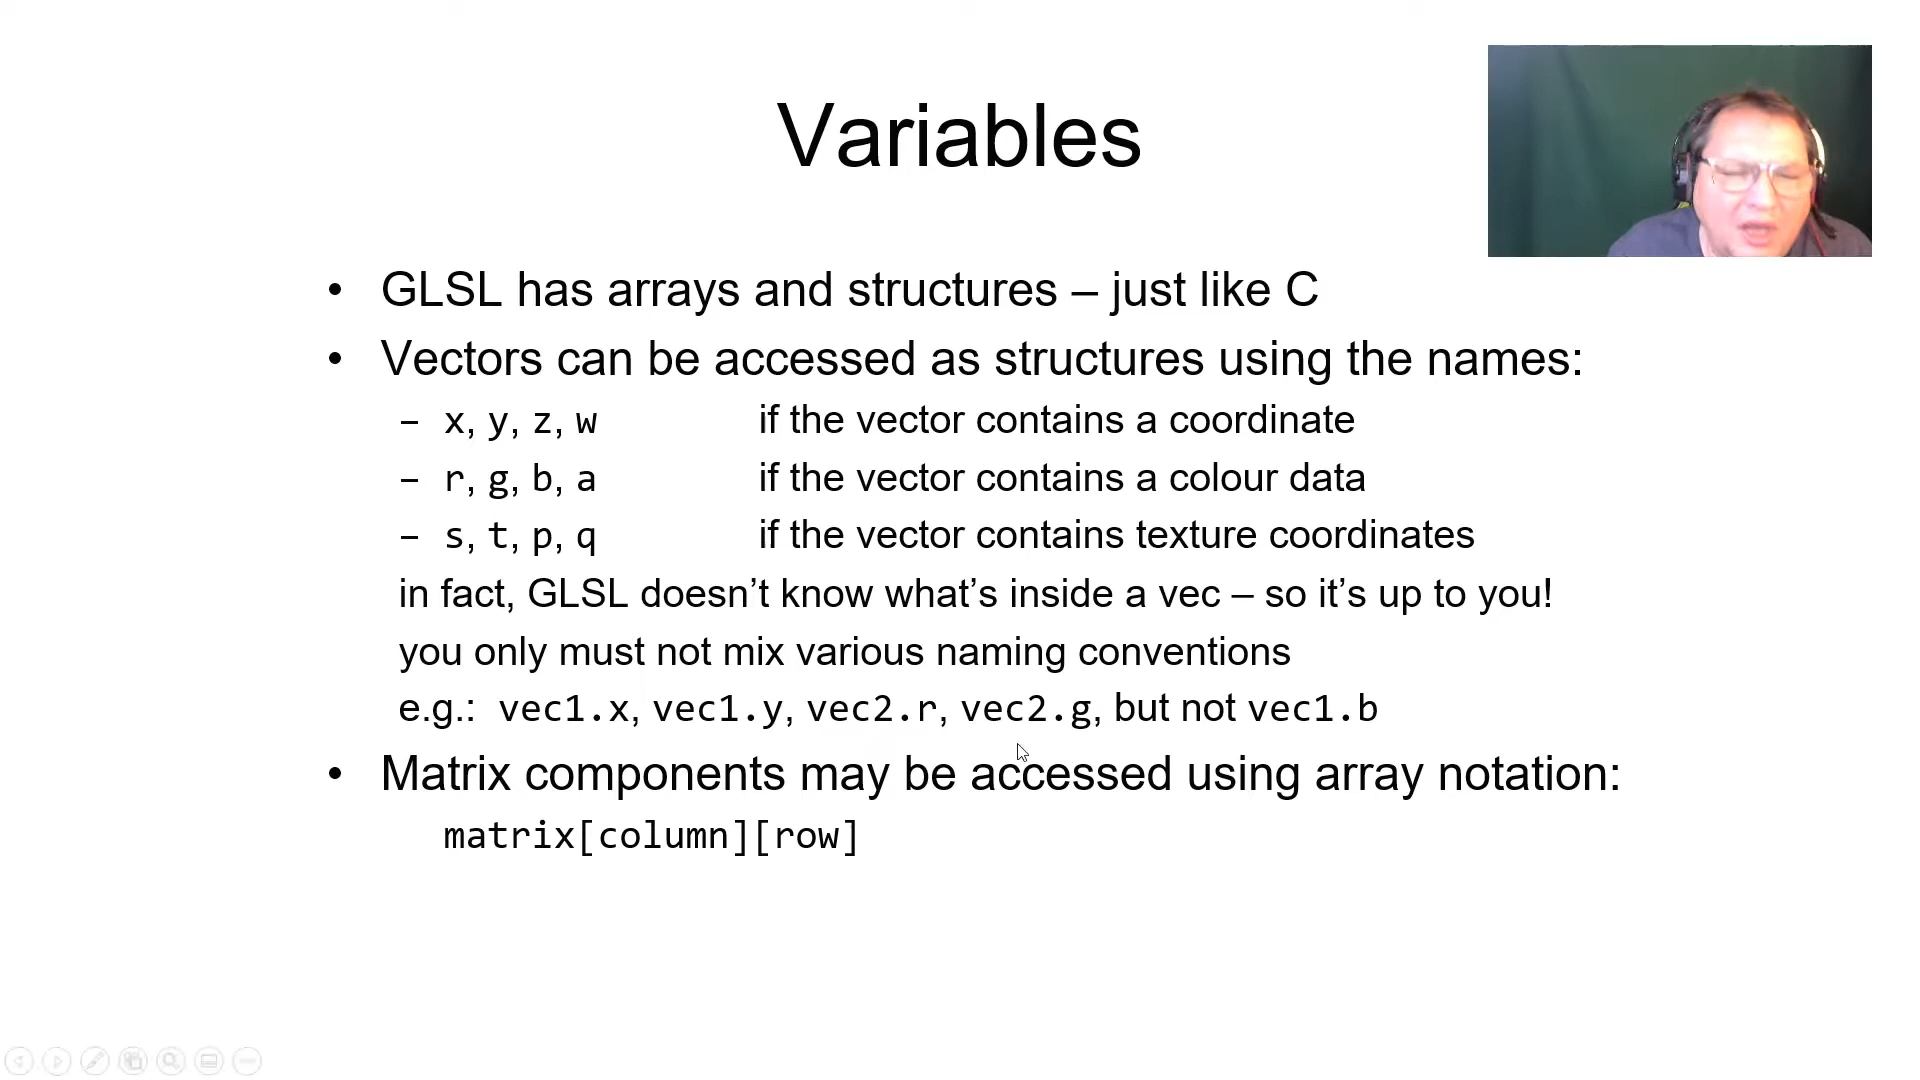 Variables
• GLSL has arrays and structures – just like C
• Vectors can be accessed as structures using the names:
– x, y, z, w if the vector contains a coordinate
– r, g, b, a if the vector contains a colour data
– s, t, p, q if the vector contains texture coordinates
in fact, GLSL doesn’t know what’s inside a vec – so it’s up to you!
you only must not mix various naming conventions
e.g.: vec1.x, vec1.y, vec2.r, vec2.g, but not vec1.b
• Matrix components may be accessed using array notation:
matrix[column][row]